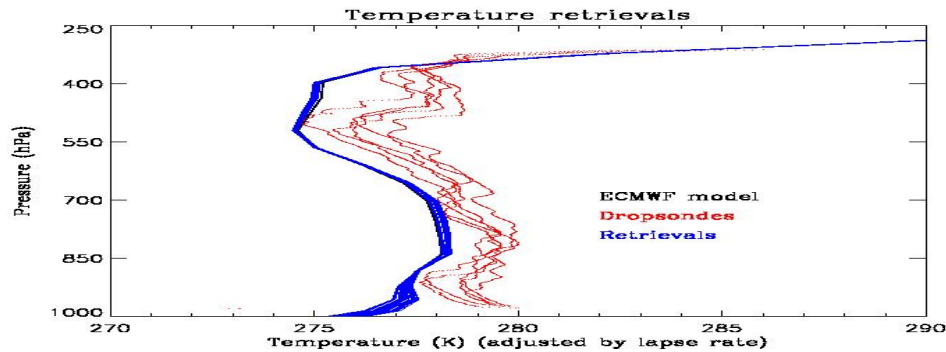 Temperature retrievals
250
400
550
700
850
1000
Pressure (hPa)
ECMWF model
Dropsondes
Retrievals
270
275
280
285
290
Temperature (K) (adjusted by lapse rate)